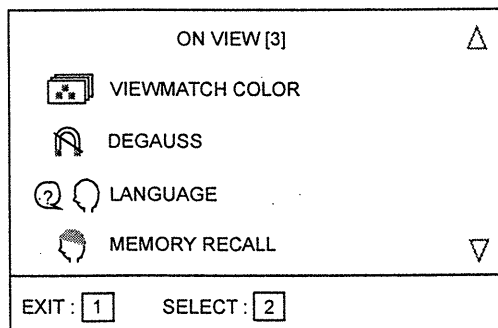 ON VIEW [3]
VIEWMATCH COLOR
DEGAUSS
? LANGUAGE
MEMORY RECALL
EXIT : 1 SELECT : 2